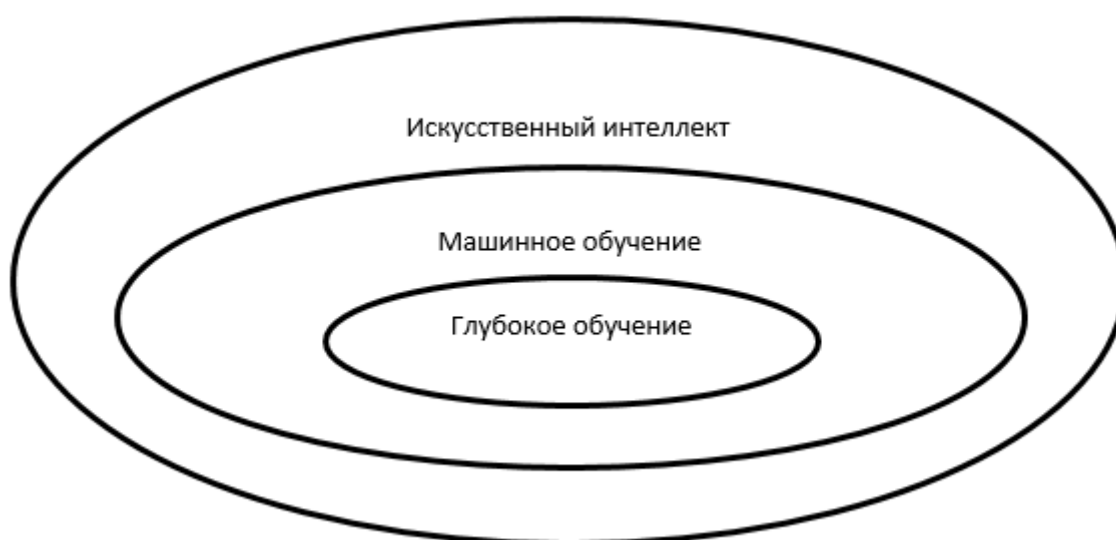 Искусственный интеллект
Машинное обучение
Глубокое обучение